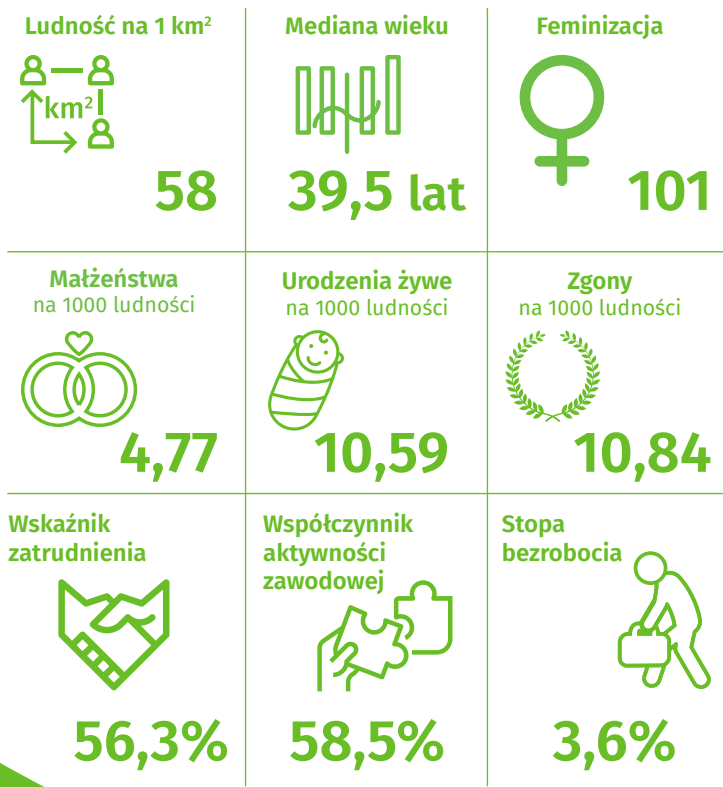 Ludność na 1 km²
km²
58
Mediana wieku
39,5 lat
Feminizacja
101
Małżeństwa
na 1000 ludności
4,77
Urodzenia żywe
na 1000 ludności
10,59
Zgony
na 1000 ludności
10,84
Wskaźnik
zatrudnienia
56,3%
Współczynnik
aktywności
zawodowej
58,5%
Stopa
bezrobocia
3,6%